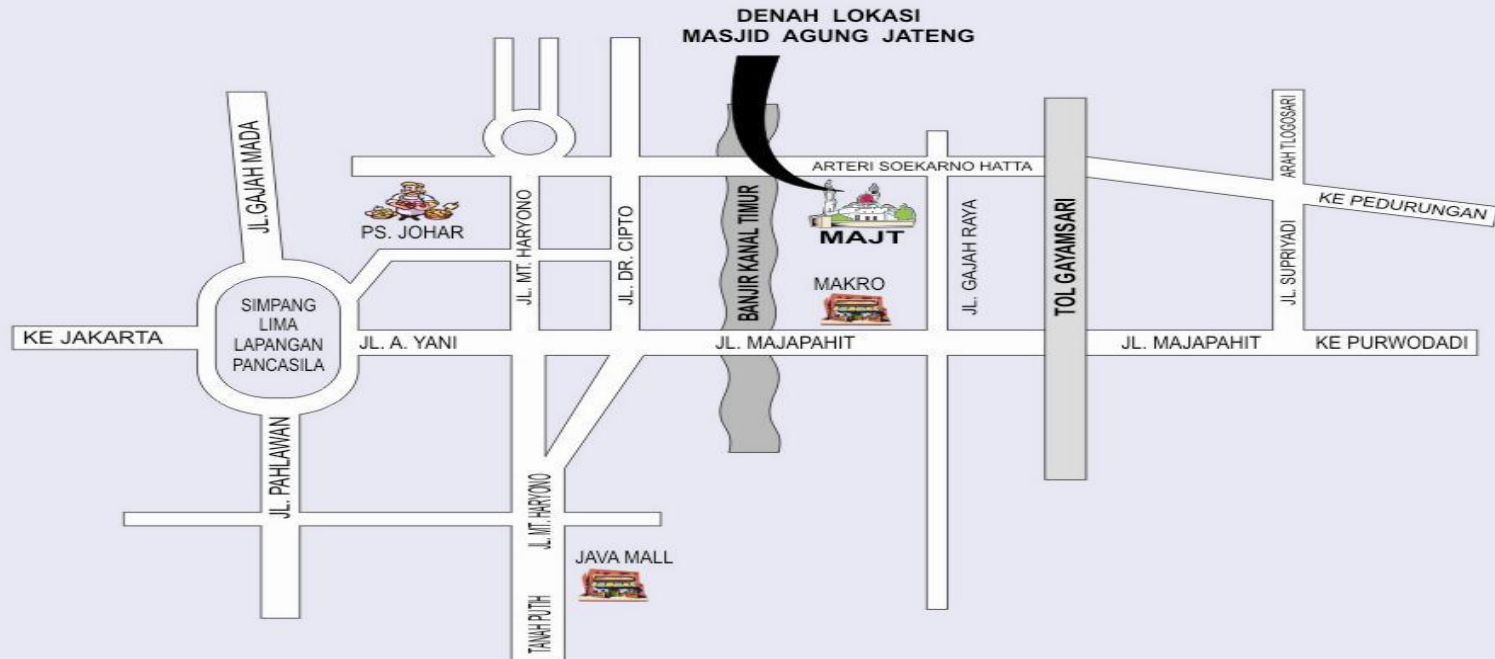 DENAH LOKASI
MASJID AGUNG JATENG
JL.GAJAH MADA
PS. JOHAR
JL. MT. HARYONO
JL. DR. CIPTO
BANJIR KANAL TIMUR
ARTERI SOEKARNO HATTA
MAJT
MAKRO
JL. GAJAH RAYA
TOL GAYAMSARI
ARAH TLOGOSARI
KE PEDURUNGAN
JL. SUPRIYADI
SIMPANG
LIMA
LAPANGAN
PANCASILA
KE JAKARTA
JL. A. YANI
JL. MAJAPAHIT
JL. MAJAPAHIT
KE PURWODADI
JL. PAHLAWAN
JL. MT. HARYONO
JAVA MALL
TANAH PUTIH